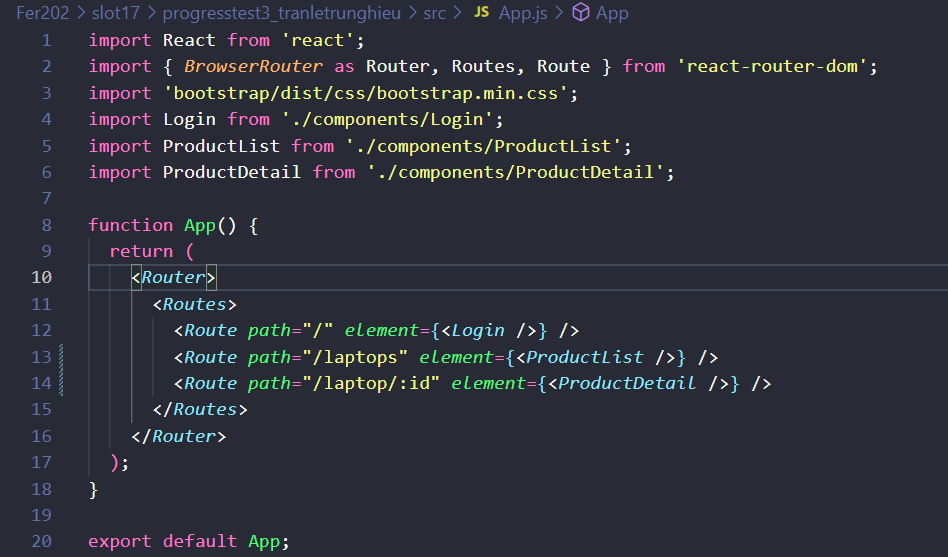 Fer202 > slot17 > progresstest3_tranletrunghieu > src > JS App.js > App
1 import React from 'react';
2 import { BrowserRouter as Router, Routes, Route } from 'react-router-dom';
3 import 'bootstrap/dist/css/bootstrap.min.css';
4 import Login from './components/Login';
5 import ProductList from './components/ProductList';
6 import ProductDetail from './components/ProductDetail';
7
8 function App() {
9   return (
10     <Router>
11       <Routes>
12         <Route path="/" element={<Login />} />
13         <Route path="/laptops" element={<ProductList />} />
14         <Route path="/laptop/:id" element={<ProductDetail />} />
15       </Routes>
16     </Router>
17   );
18 }
19
20 export default App;